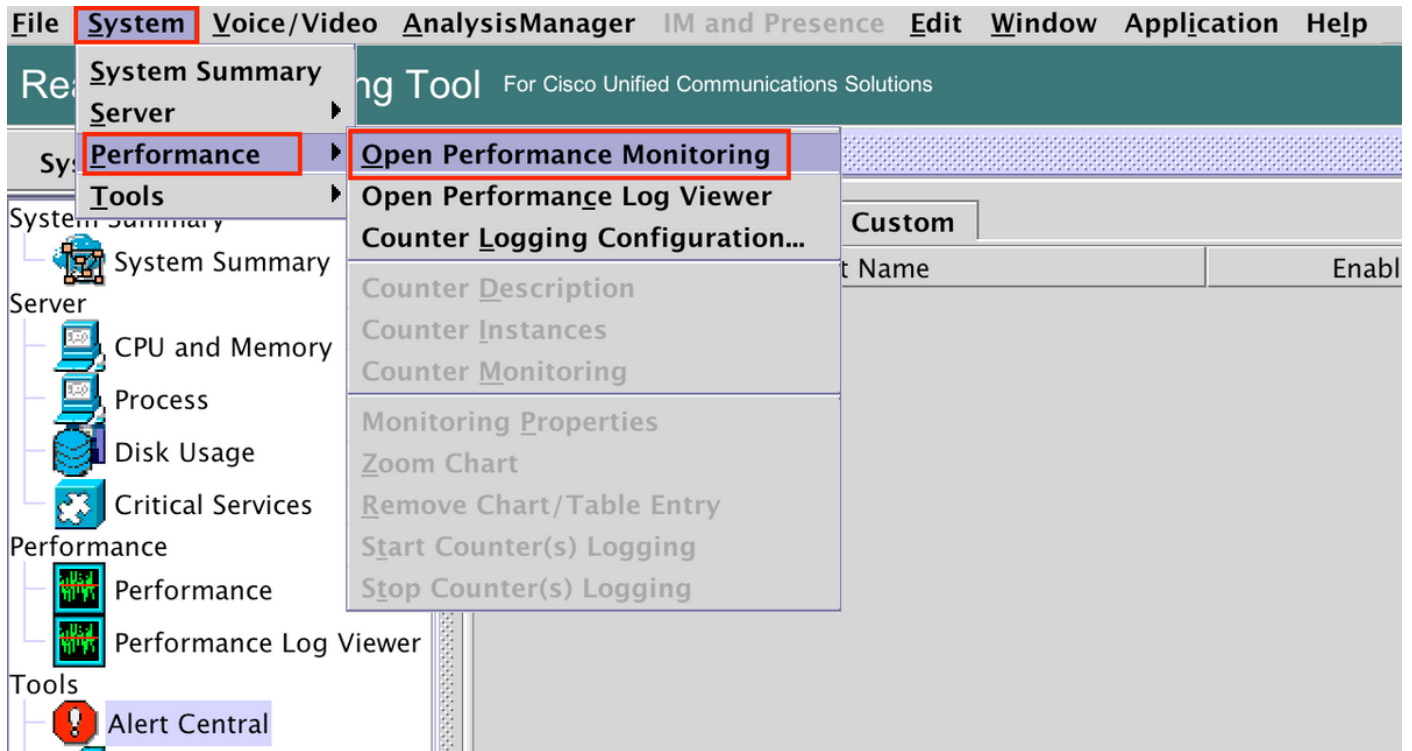 File System Voice/Video AnalysisManager IM and Presence Edit Window Application Help
ng Tool For Cisco Unified Communications Solutions
System Summary
Server
Performance
Tools
Open Performance Monitoring
Open Performance Log Viewer
Counter Logging Configuration...
Counter Description
Counter Instances
Counter Monitoring
Monitoring Properties
Zoom Chart
Remove Chart/Table Entry
Start Counter(s) Logging
Stop Counter(s) Logging
Custom
t Name Enabl
System Summary
System Summary
Server
CPU and Memory
Process
Disk Usage
Critical Services
Performance
Performance
Performance Log Viewer
Tools
Alert Central